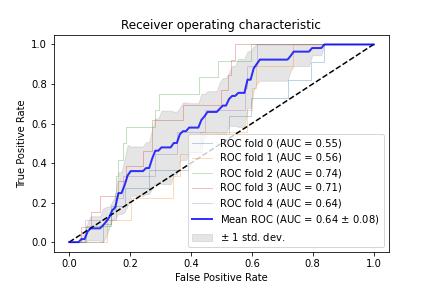 Receiver operating characteristic
True Positive Rate
1.0
0.8
0.6
0.4
0.2
0.0
ROC fold 0 (AUC = 0.55)
ROC fold 1 (AUC = 0.56)
ROC fold 2 (AUC = 0.74)
ROC fold 3 (AUC = 0.71)
ROC fold 4 (AUC = 0.64)
Mean ROC (AUC = 0.64 ± 0.08)
± 1 std. dev.
0.0 0.2 0.4 0.6 0.8 1.0
False Positive Rate